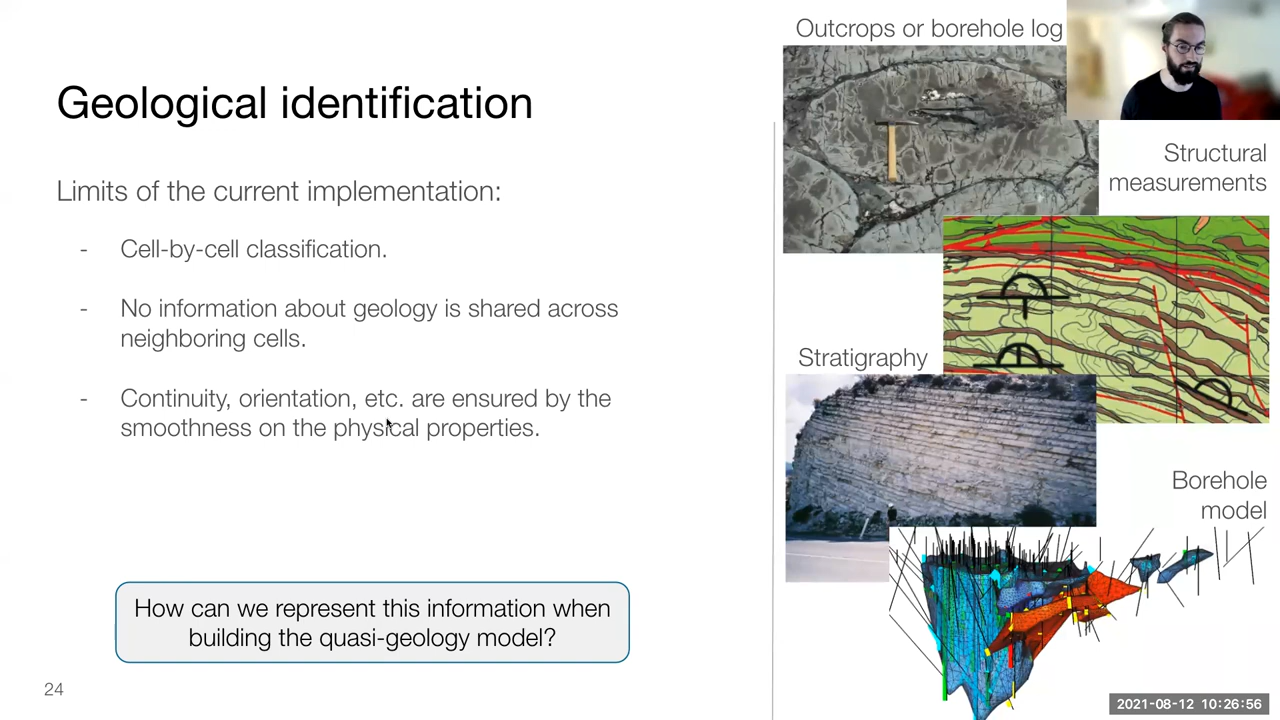 Outcrops or borehole log
Geological identification
Structural
measurements
Limits of the current implementation:
- Cell-by-cell classification.
- No information about geology is shared across
neighboring cells.
Stratigraphy
- Continuity, orientation, etc. are ensured by the
smoothness on the physical properties.
Borehole
model
How can we represent this information when
building the quasi-geology model?
24
2021-08-12 10:26:56